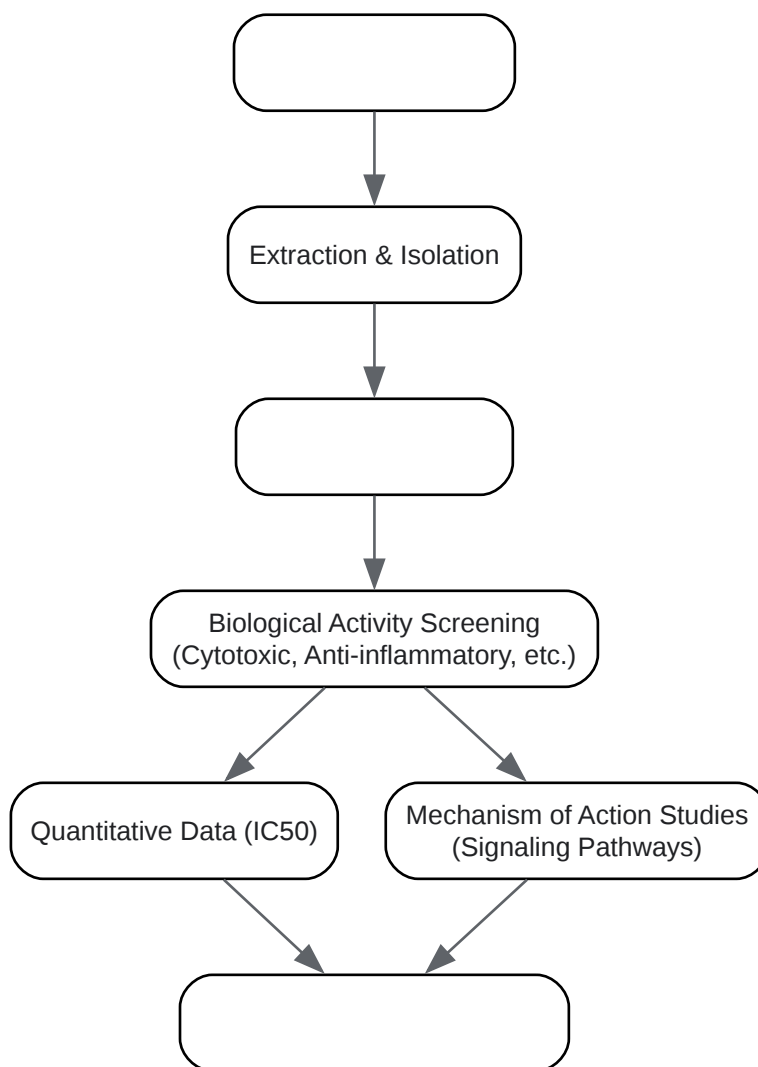 Extraction & Isolation
Biological Activity Screening
(Cytotoxic, Anti-inflammatory, etc.)
Quantitative Data (IC50)
Mechanism of Action Studies
(Signaling Pathways)